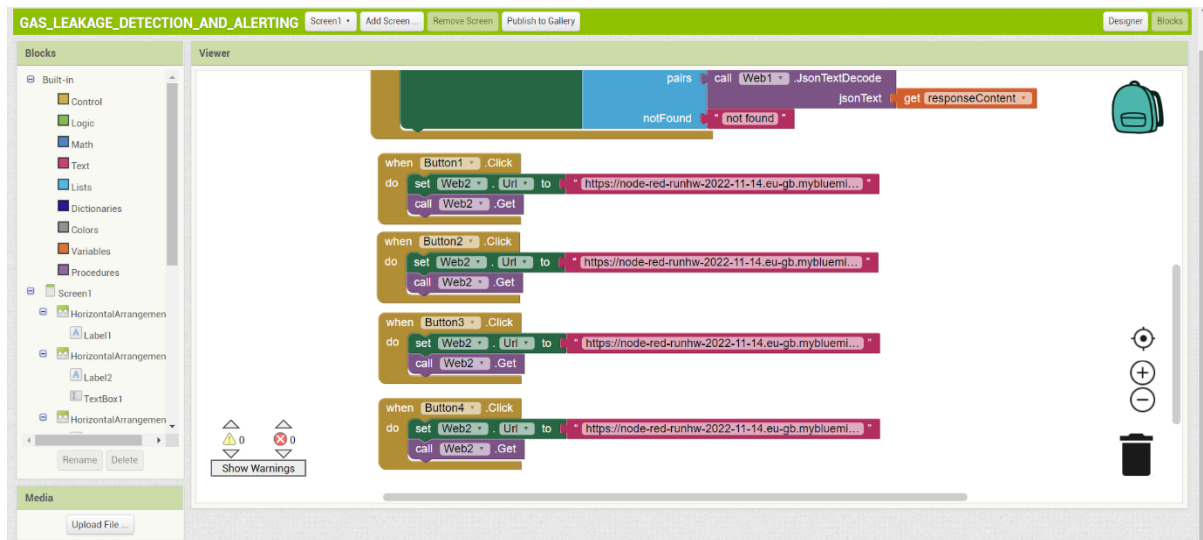 GAS_LEAKAGE_DETECTION_AND_ALERTING Screen1 Add Screen ... Remove Screen Publish to Gallery Designer Blocks
Blocks
Built-in
Control
Logic
Math
Text
Lists
Dictionaries
Colors
Variables
Procedures
Screen1
HorizontalArrangemen
Label1
HorizontalArrangemen
Label2
TextBox1
HorizontalArrangemen
Rename Delete
Media
Upload File ...
Viewer
pairs call Web1 .JsonTextDecode
jsonText get responseContent
notFound " not found "
when Button1 .Click
do set Web2 . Url to " https://node-red-runhw-2022-11-14.eu-gb.mybluemi... "
call Web2 .Get
when Button2 .Click
do set Web2 . Url to " https://node-red-runhw-2022-11-14.eu-gb.mybluemi... "
call Web2 .Get
when Button3 .Click
do set Web2 . Url to " https://node-red-runhw-2022-11-14.eu-gb.mybluemi... "
call Web2 .Get
when Button4 .Click
do set Web2 . Url to " https://node-red-runhw-2022-11-14.eu-gb.mybluemi... "
call Web2 .Get
0 0
Show Warnings